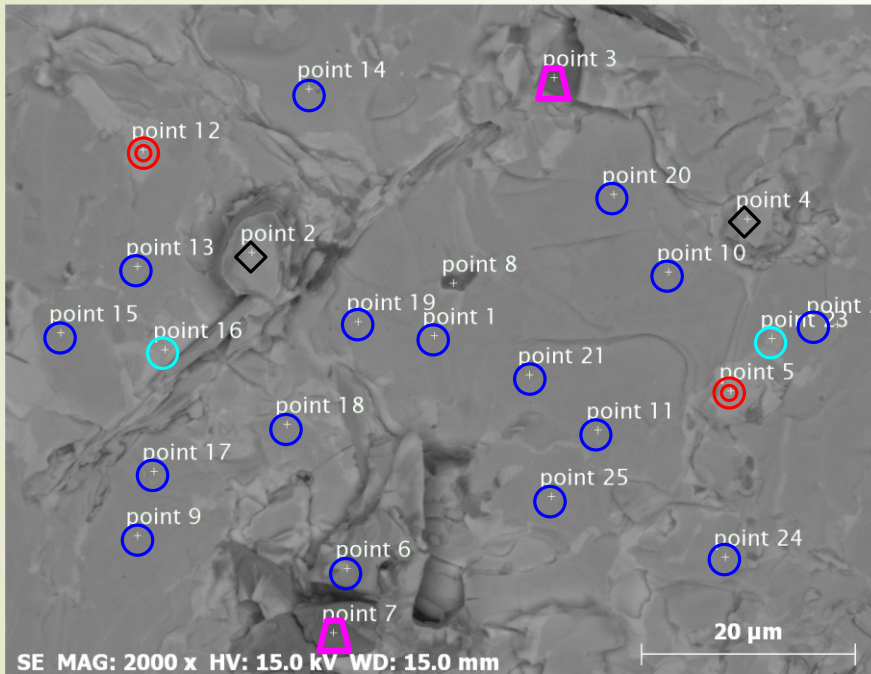 point 3
point 14
point 12
point 20
point 4
point 2
point 13
point 10
point 8
point 15
point 16
point 19
point 1
point 23
point
point 21
point 5
point 18
point 11
point 17
point 25
point 9
point 24
point 6
point 7
20 µm
SE MAG: 2000 x HV: 15.0 kV WD: 15.0 mm